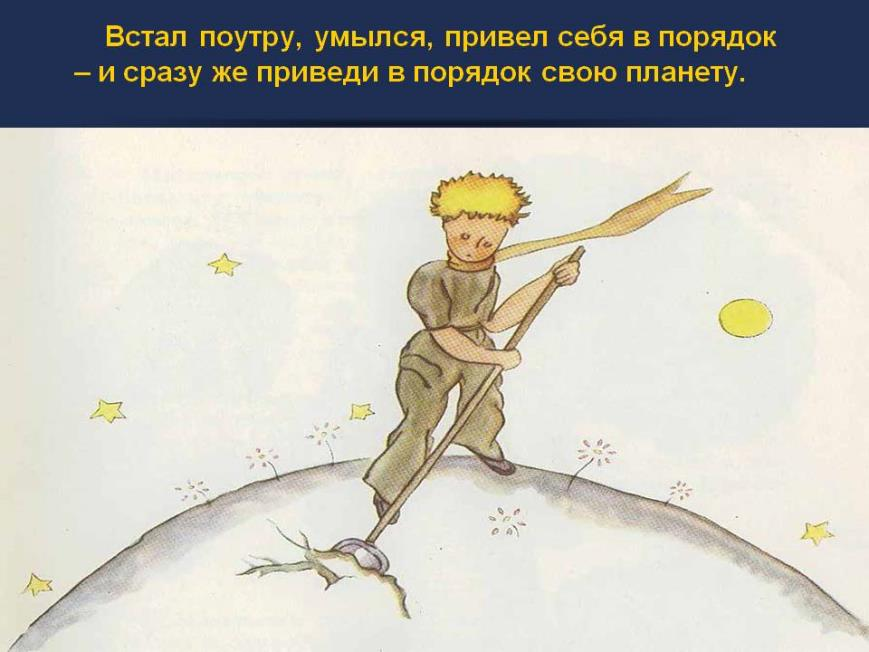 Встал поутру, умылся, привел себя в порядок
– и сразу же приведи в порядок свою планету.